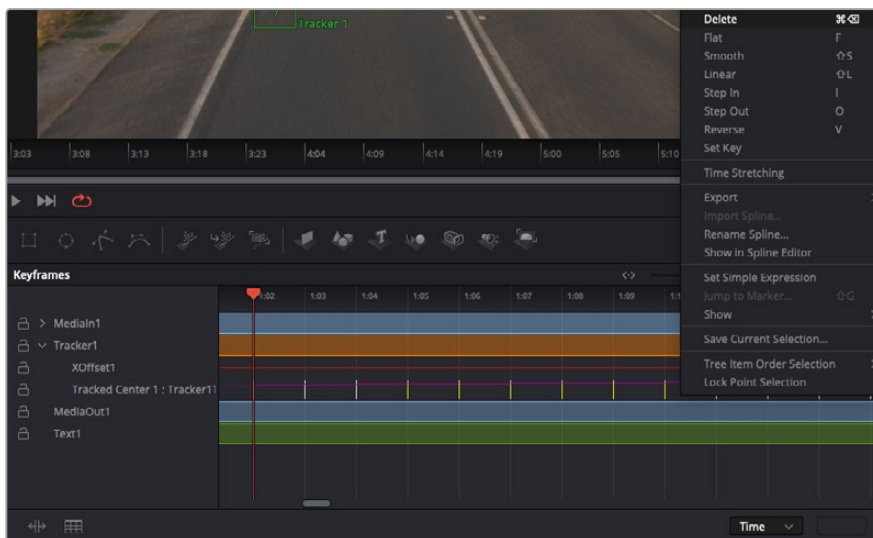 Tracker 1
3:03 3:08 3:13 3:18 3:23 4:04 4:09 4:14 4:19 5:00 5:05 5:10
Delete ⌘⌫
Flat F
Smooth ⇧S
Linear ⇧L
Step In I
Step Out O
Reverse V
Set Key
Time Stretching
Export
Import Spline...
Rename Spline...
Show in Spline Editor
Set Simple Expression
Jump to Marker... ⇧G
Show
Save Current Selection...
Tree Item Order Selection
Lock Point Selection
Keyframes
1:02 1:03 1:04 1:05 1:06 1:07 1:08 1:09
MediaIn1
Tracker1
XOffset1
Tracked Center 1 : Tracker1
MediaOut1
Text1
Time